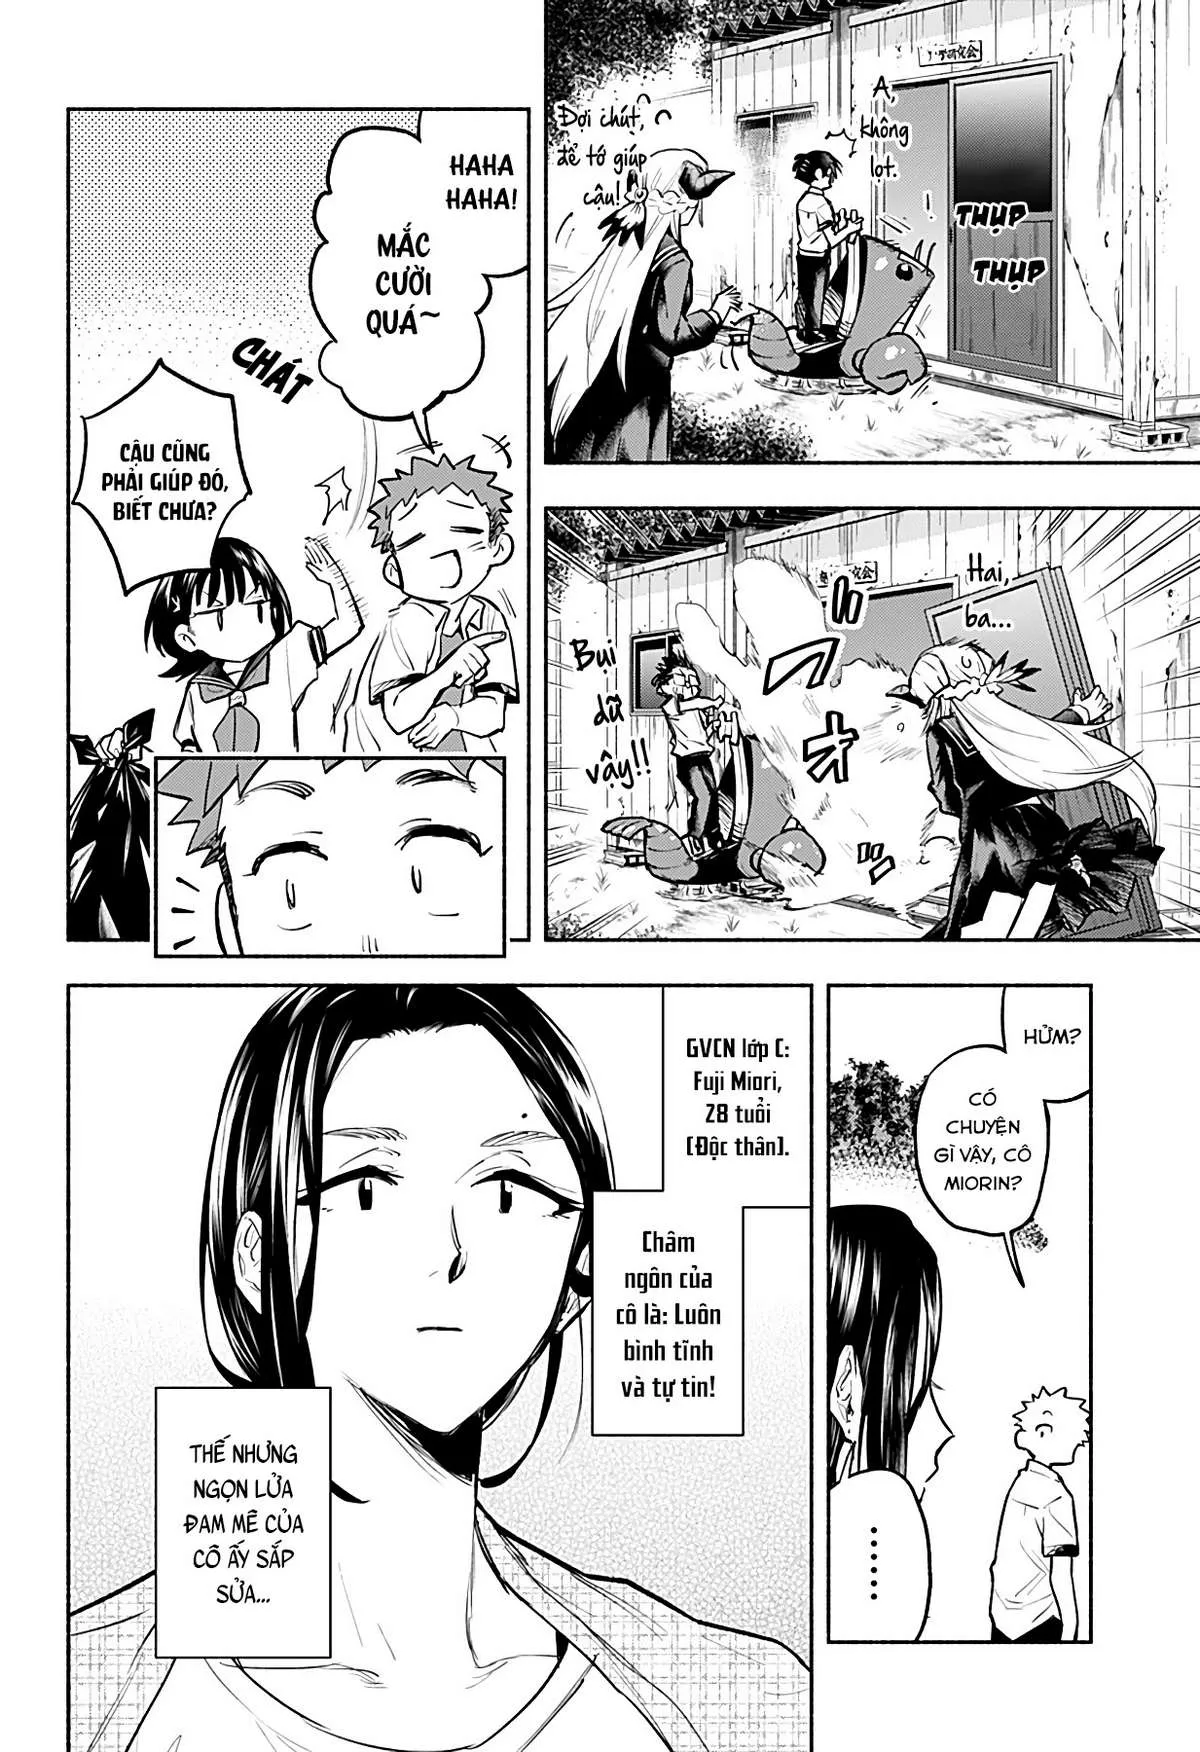 A,
không
lọt.
Đợi chút,
để tớ giúp
cậu!
THỤP
THỤP
Hai,
ba...
Bụi
dữ
vậy!!
HAHA
HAHA!
MẮC
CƯỜI
QUÁ~
CHÁT
CẬU CŨNG
PHẢI GIÚP ĐÓ,
BIẾT CHƯA?
HỬM?
CÓ
CHUYỆN
GÌ VẬY, CÔ
MIORIN?
......
GVCN lớp C:
Fuji Miori,
28 tuổi
(Độc thân).
Châm
ngôn của
cô là: Luôn
bình tĩnh
và tự tin!
THẾ NHƯNG
NGỌN LỬA
ĐAM MÊ CỦA
CÔ ẤY SẮP
SỬA...